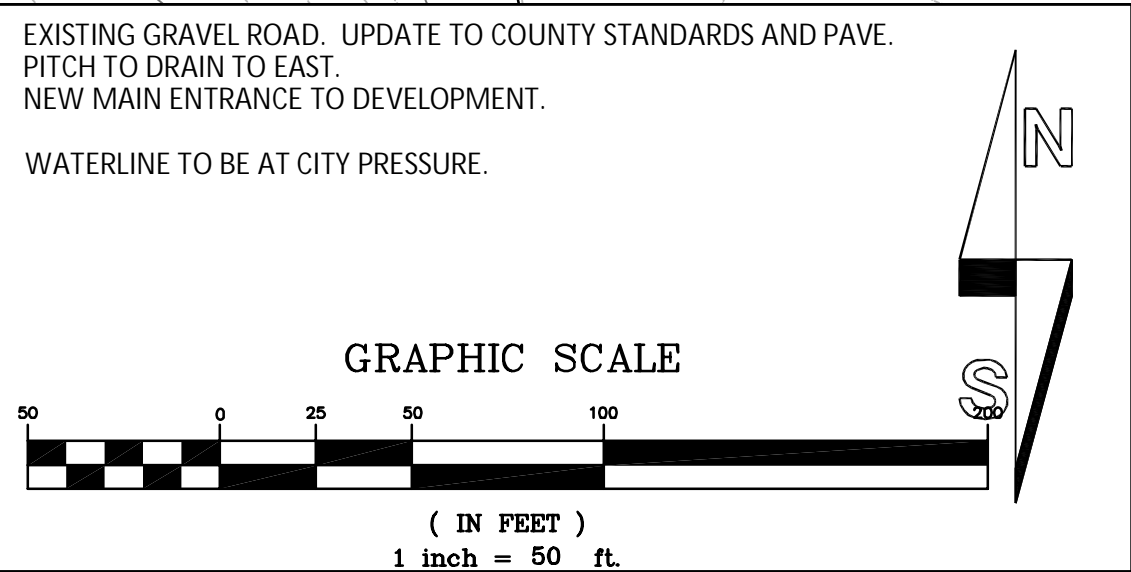 EXISTING GRAVEL ROAD. UPDATE TO COUNTY STANDARDS AND PAVE.
PITCH TO DRAIN TO EAST.
NEW MAIN ENTRANCE TO DEVELOPMENT.
WATERLINE TO BE AT CITY PRESSURE.
N
GRAPHIC SCALE
S
50 0 25 50 100 200
( IN FEET )
1 inch = 50 ft.